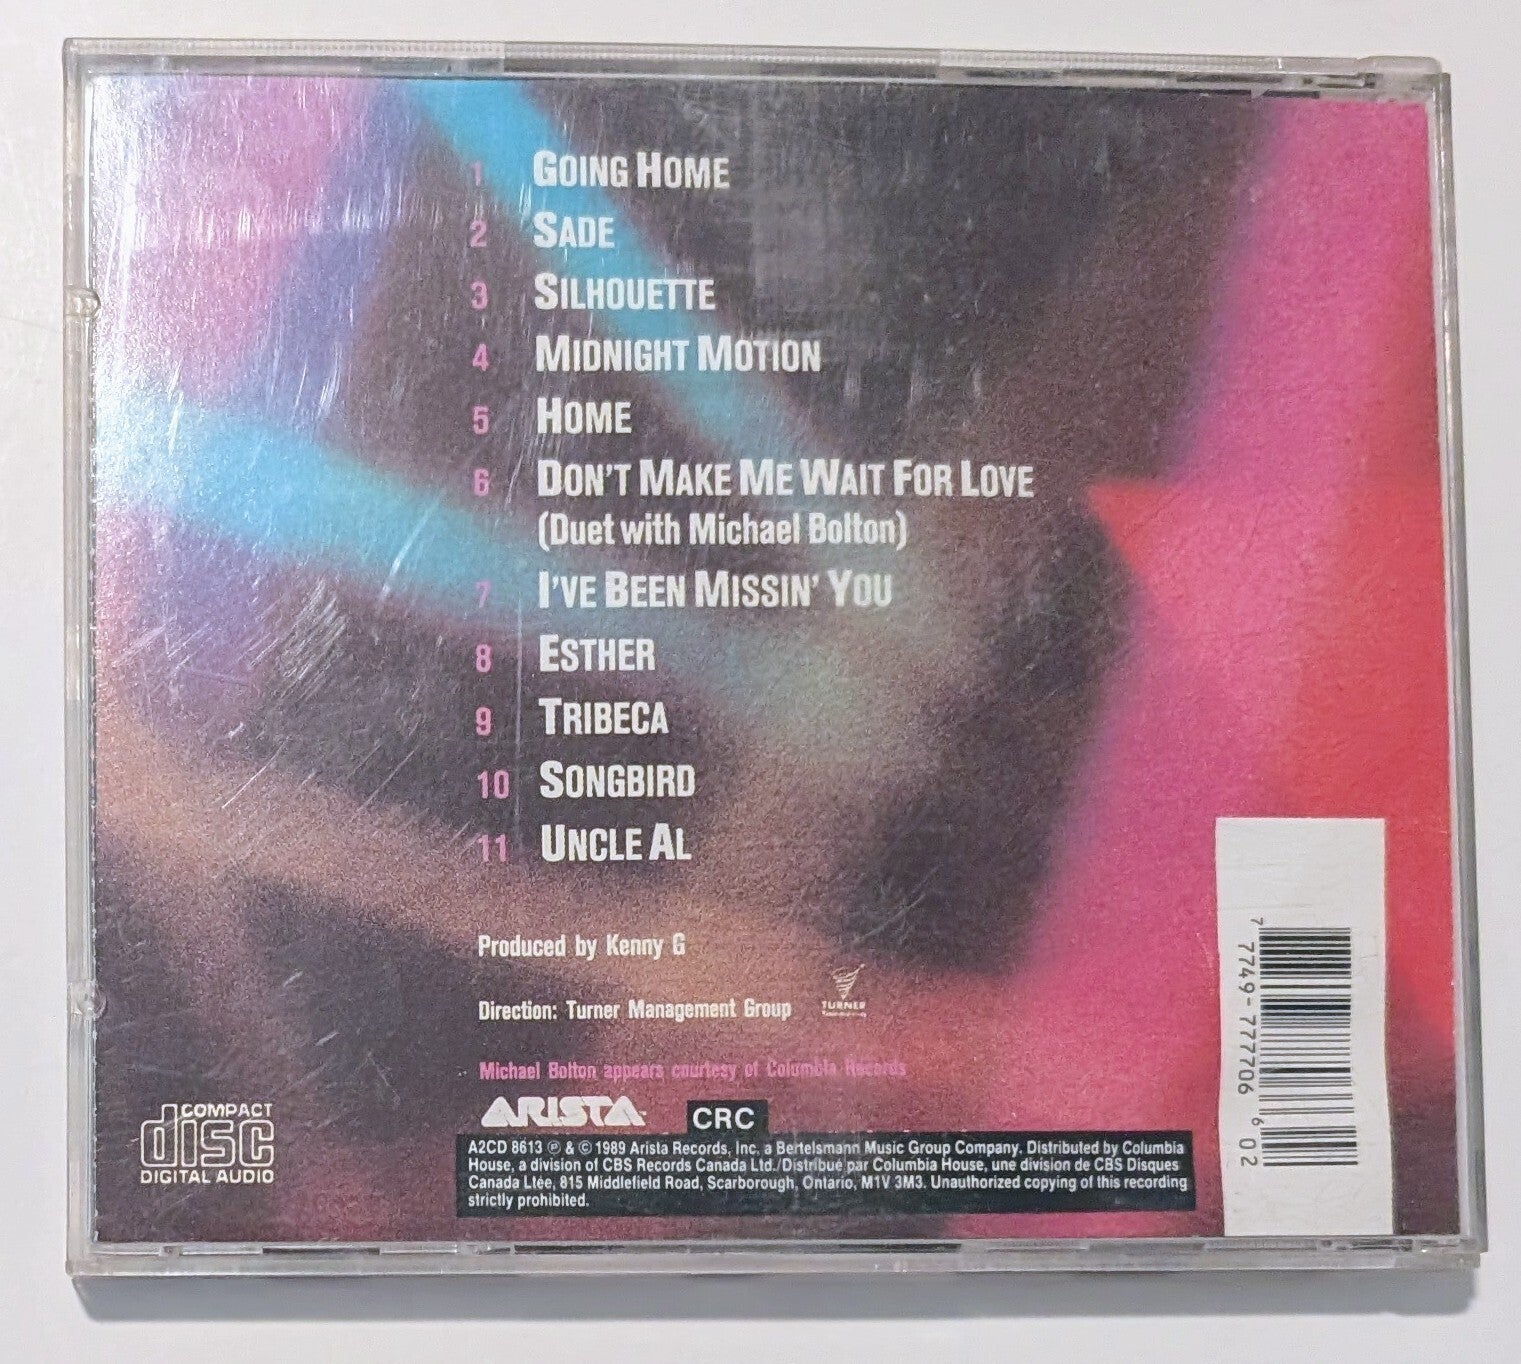 1 GOING HOME
2 SADE
3 SILHOUETTE
4 MIDNIGHT MOTION
5 HOME
6 DON'T MAKE ME WAIT FOR LOVE
(Duet with Michael Bolton)
7 I'VE BEEN MISSIN' YOU
8 ESTHER
9 TRIBECA
10 SONGBIRD
11 UNCLE AL
Produced by Kenny G
Direction: Turner Management Group
TURNER
Michael Bolton appears courtesy of Columbia Records
COMPACT
disc
DIGITAL AUDIO
ARISTA
CRC
A2CD 8613 ℗ & © 1989 Arista Records, Inc. a Bertelsmann Music Group Company. Distributed by Columbia
House, a division of CBS Records Canada Ltd./Distribué par Columbia House, une division de CBS Disques
Canada Ltée, 815 Middlefield Road, Scarborough, Ontario, M1V 3M3. Unauthorized copying of this recording
strictly prohibited.
7 7749-777706 6 02